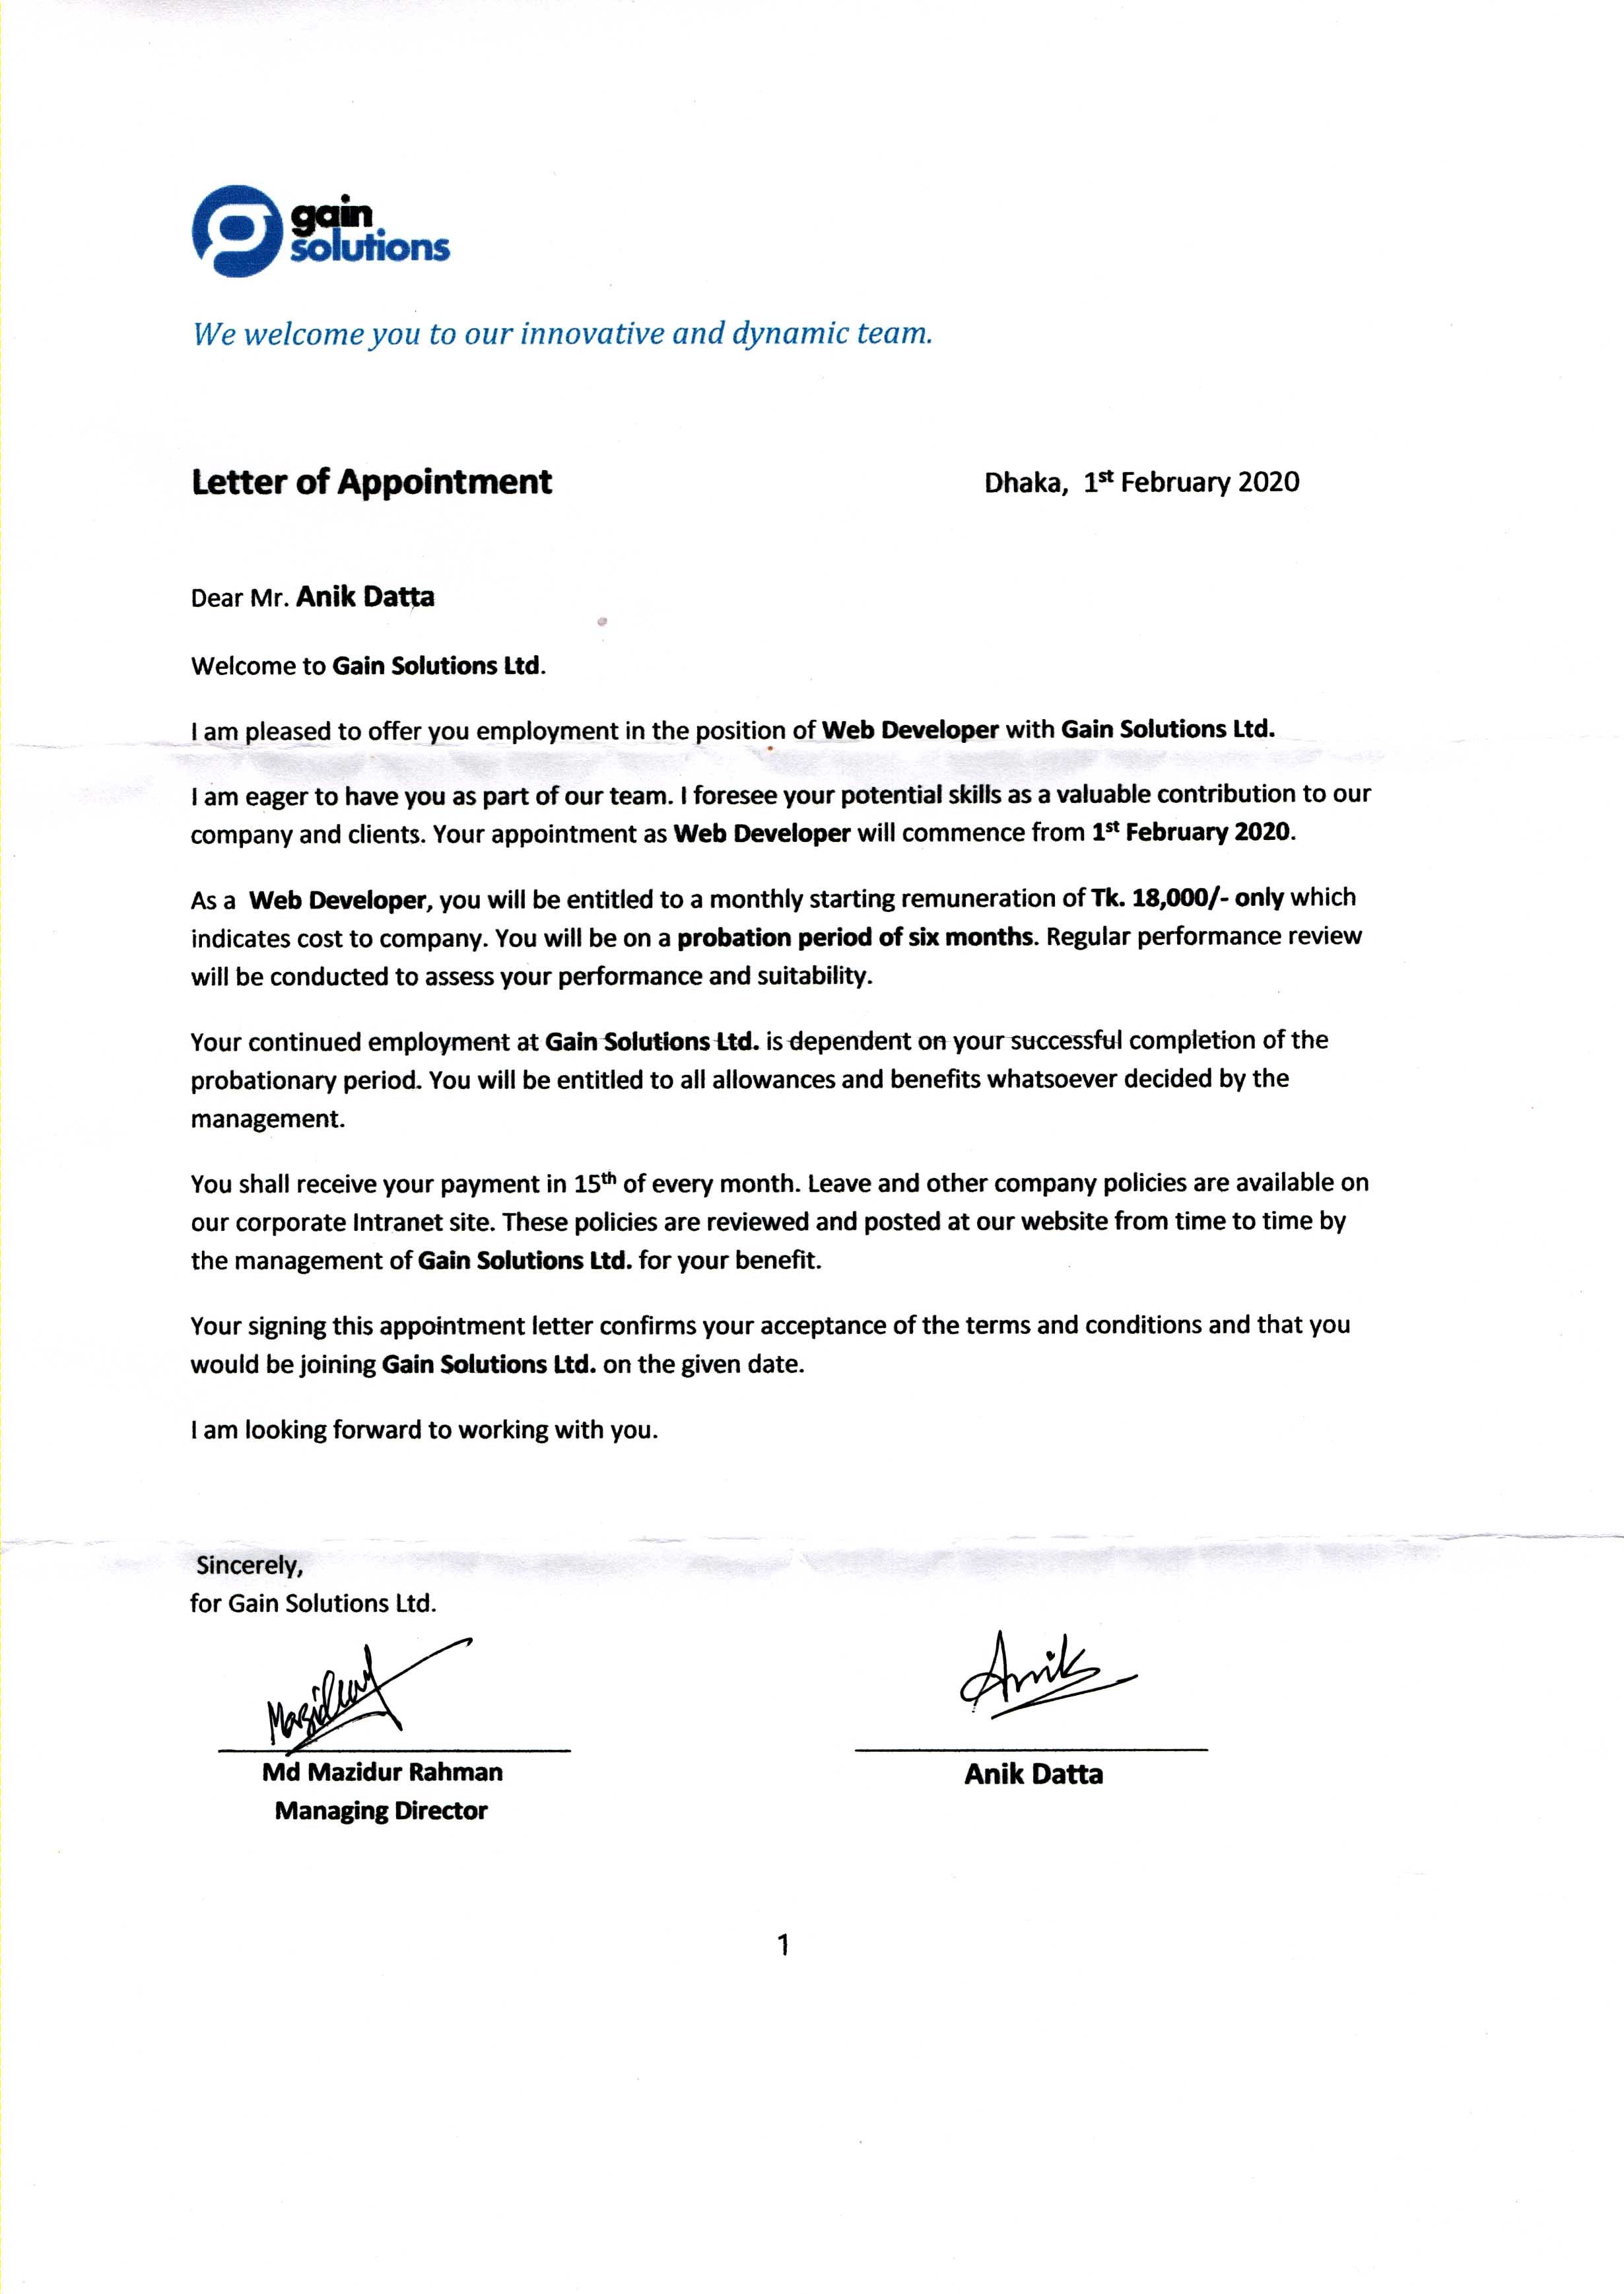 gain
solutions
We welcome you to our innovative and dynamic team.
Letter of Appointment
Dhaka, 1st February 2020
Dear Mr. Anik Datta
Welcome to Gain Solutions Ltd.
I am pleased to offer you employment in the position of Web Developer with Gain Solutions Ltd.
I am eager to have you as part of our team. I foresee your potential skills as a valuable contribution to our
company and clients. Your appointment as Web Developer will commence from 1st February 2020.
As a Web Developer, you will be entitled to a monthly starting remuneration of Tk. 18,000/- only which
indicates cost to company. You will be on a probation period of six months. Regular performance review
will be conducted to assess your performance and suitability.
Your continued employment at Gain Solutions Ltd. is dependent on your successful completion of the
probationary period. You will be entitled to all allowances and benefits whatsoever decided by the
management.
You shall receive your payment in 15th of every month. Leave and other company policies are available on
our corporate Intranet site. These policies are reviewed and posted at our website from time to time by
the management of Gain Solutions Ltd. for your benefit.
Your signing this appointment letter confirms your acceptance of the terms and conditions and that you
would be joining Gain Solutions Ltd. on the given date.
I am looking forward to working with you.
Sincerely,
for Gain Solutions Ltd.
Anik
Md Mazidur Rahman
Anik Datta
Managing Director
1